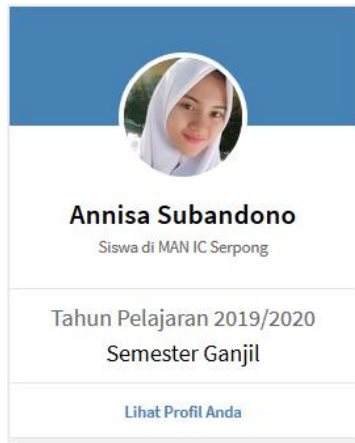 Annisa Subandono
Siswa di MAN IC Serpong
Tahun Pelajaran 2019/2020
Semester Ganjil
Lihat Profil Anda